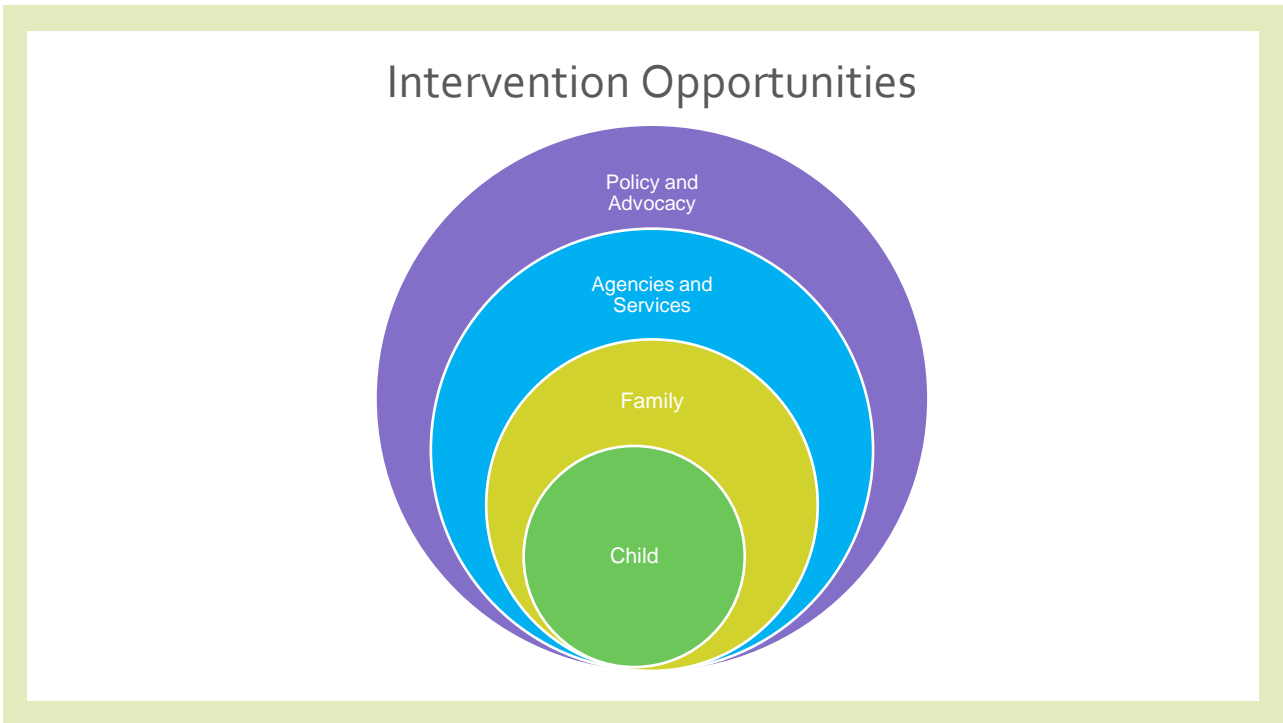 Intervention Opportunities
Policy and
Advocacy
Agencies and
Services
Family
Child